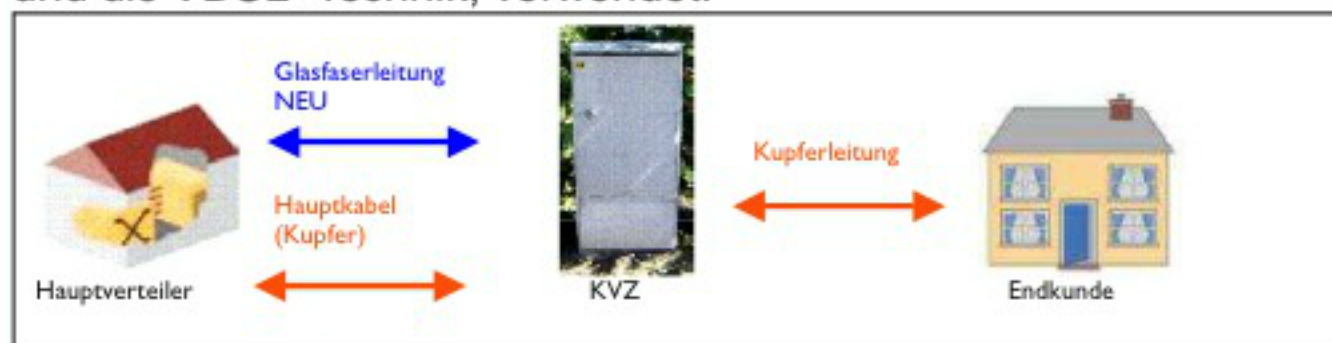 Glasfaserleitung
NEU
Kupferleitung
Hauptkabel
(Kupfer)
Hauptverteiler
KVZ
Endkunde